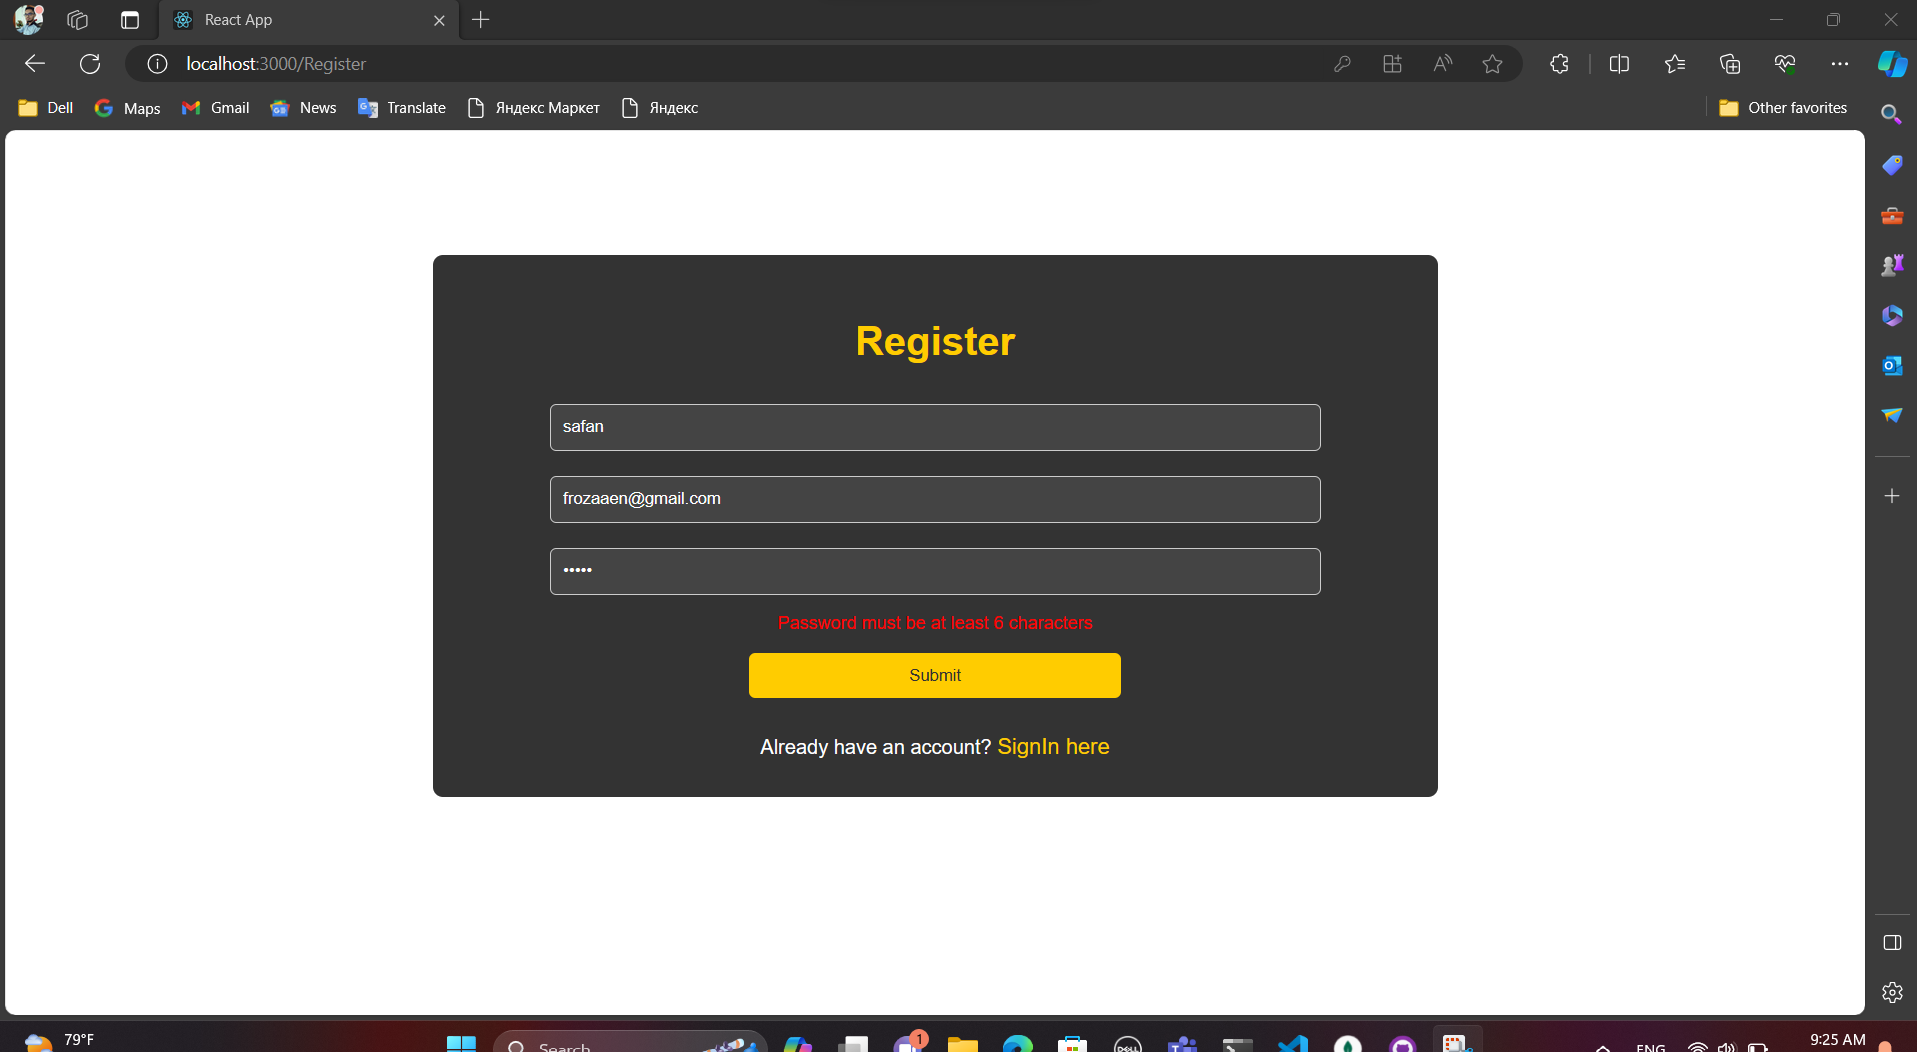 React App
localhost:3000/Register
Dell Maps Gmail News Translate Яндекс Маркет Яндекс Other favorites
Register
safan
frozaaen@gmail.com
•••••
Password must be at least 6 characters
Submit
Already have an account? SignIn here
79°F
Search
1
DELL
ENG
9:25 AM